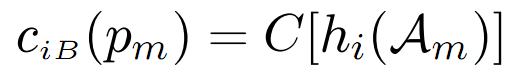 $c_{iB}(p_m) = C[h_i(\mathcal{A}_m)]$